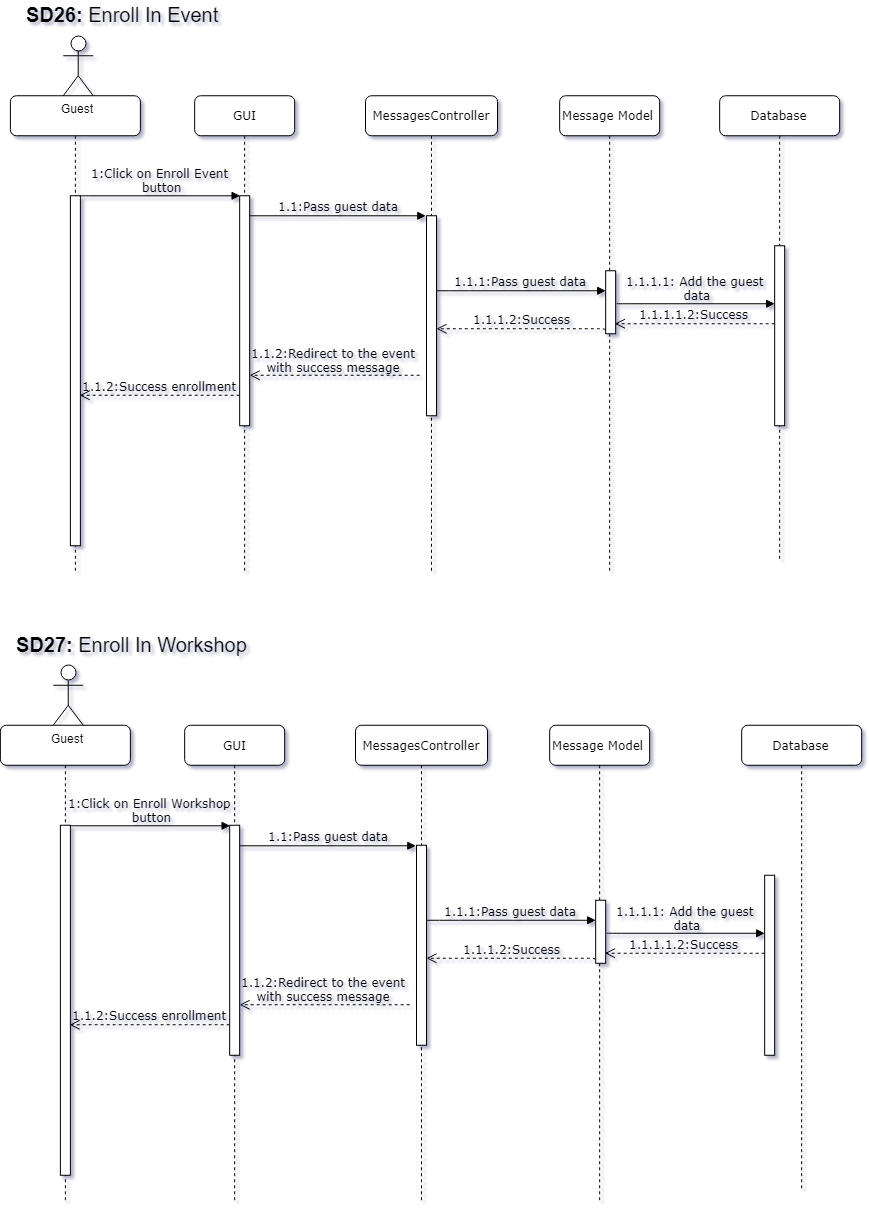 SD26: Enroll In Event
Guest
GUI
MessagesController
Message Model
Database
1:Click on Enroll Event
button
1.1:Pass guest data
1.1.1:Pass guest data
1.1.1.1: Add the guest
data
1.1.1.1.2:Success
1.1.1.2:Success
1.1.2:Redirect to the event
with success message
1.1.2:Success enrollment
SD27: Enroll In Workshop
Guest
GUI
MessagesController
Message Model
Database
1:Click on Enroll Workshop
button
1.1:Pass guest data
1.1.1:Pass guest data
1.1.1.1: Add the guest
data
1.1.1.1.2:Success
1.1.1.2:Success
1.1.2:Redirect to the event
with success message
1.1.2:Success enrollment